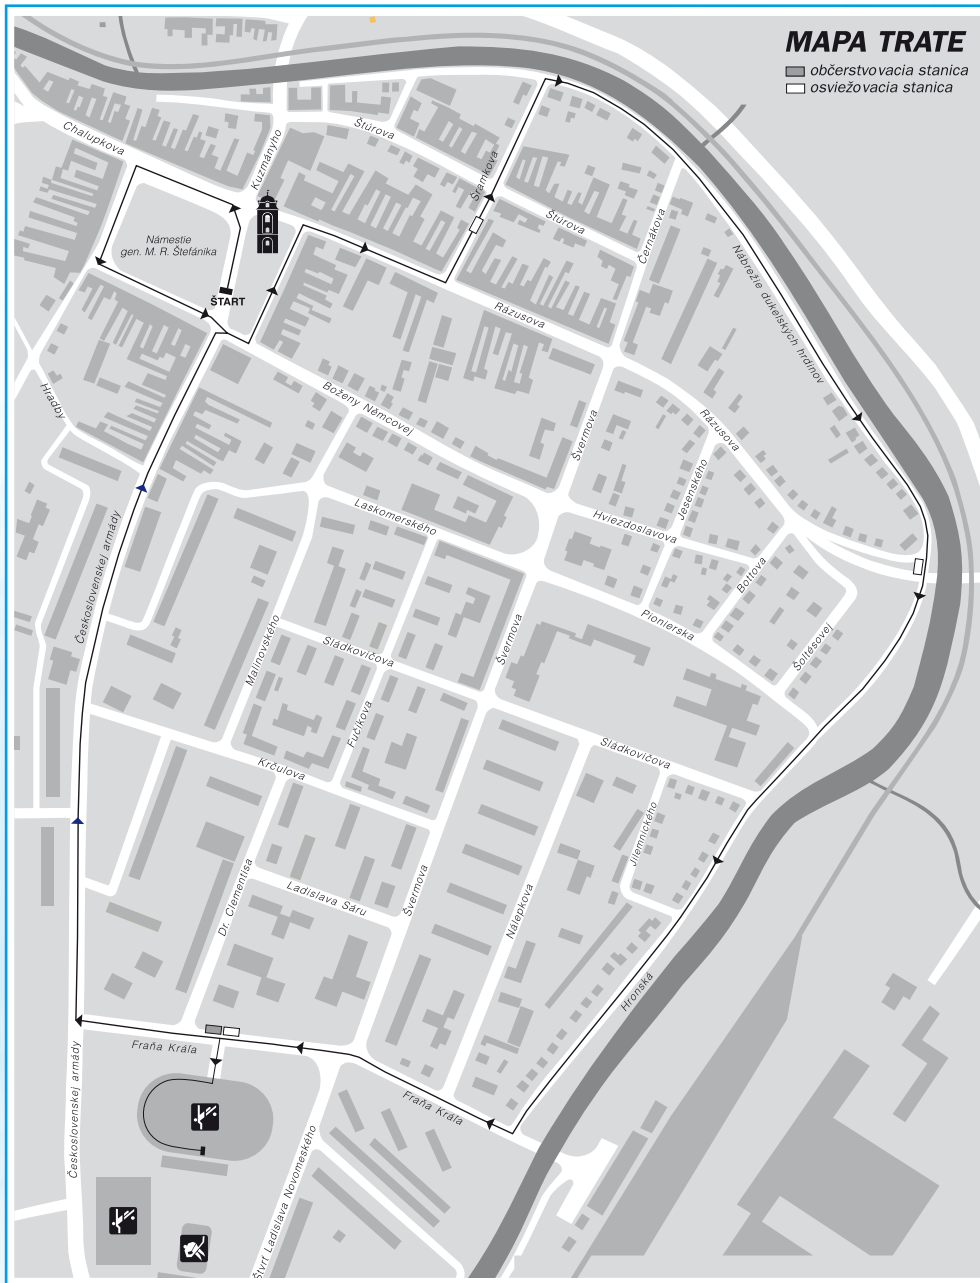 MAPA TRATE
občerstvovacia stanica
osviežovacia stanica
Chalupkova
Kuzmányho
Štúrova
Šramkova
Štúrova
Černákova
Námestie
gen. M. R. Štefánika
ŠTART
Nábrežie dukelských hrdinov
Rázusova
Hradby
Boženy Němcovej
Rázusova
Švermova
Jesenského
Laskomerského
Hviezdoslavova
Československej armády
Bottova
Pionierska
Malinovského
Sládkovičova
Švermova
Šoltésovej
Fučíkova
Sládkovičova
Krčulova
Jilemnického
Dr. Clementisa
Ladislava Sáru
Švermova
Nálepkova
Hronská
Fraňa Kráľa
Československej armády
Fraňa Kráľa
Štvrť Ladislava Novomeského